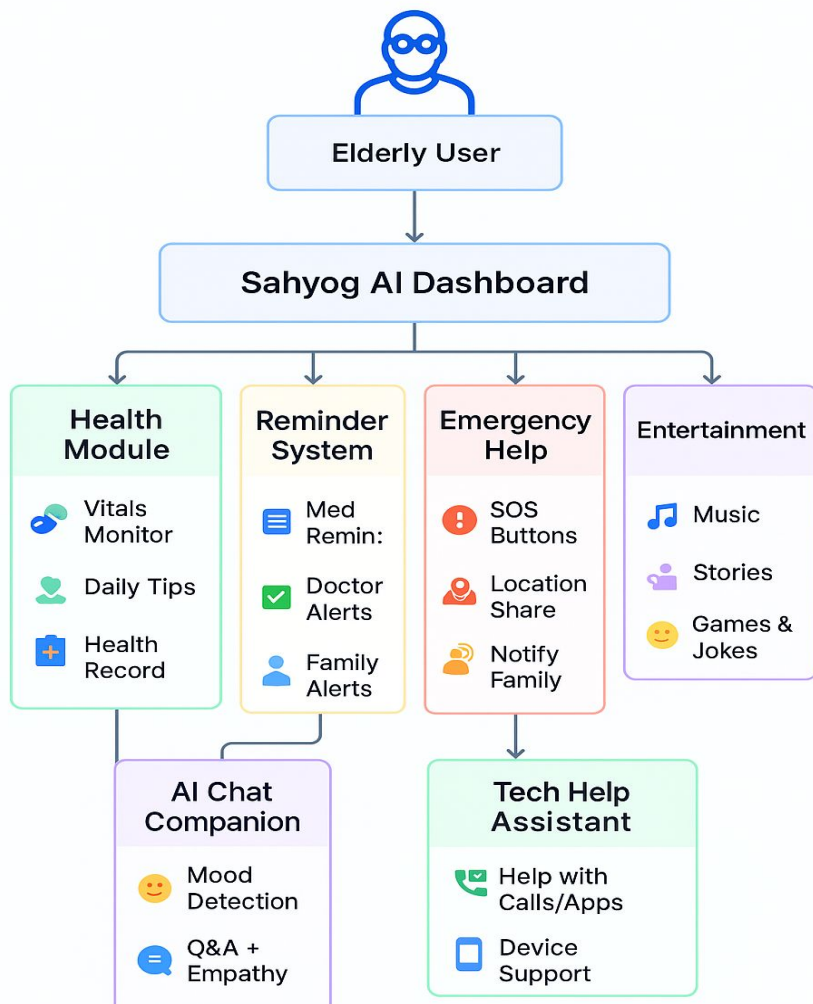 Elderly User
Sahyog AI Dashboard
Health
Module
Vitals
Monitor
Daily Tips
Health
Record
Reminder
System
Med
Remin:
Doctor
Alerts
Family
Alerts
Emergency
Help
SOS
Buttons
Location
Share
Notify
Family
Entertainment
Music
Stories
Games &
Jokes
AI Chat
Companion
Mood
Detection
Q&A +
Empathy
Tech Help
Assistant
Help with
Calls/Apps
Device
Support